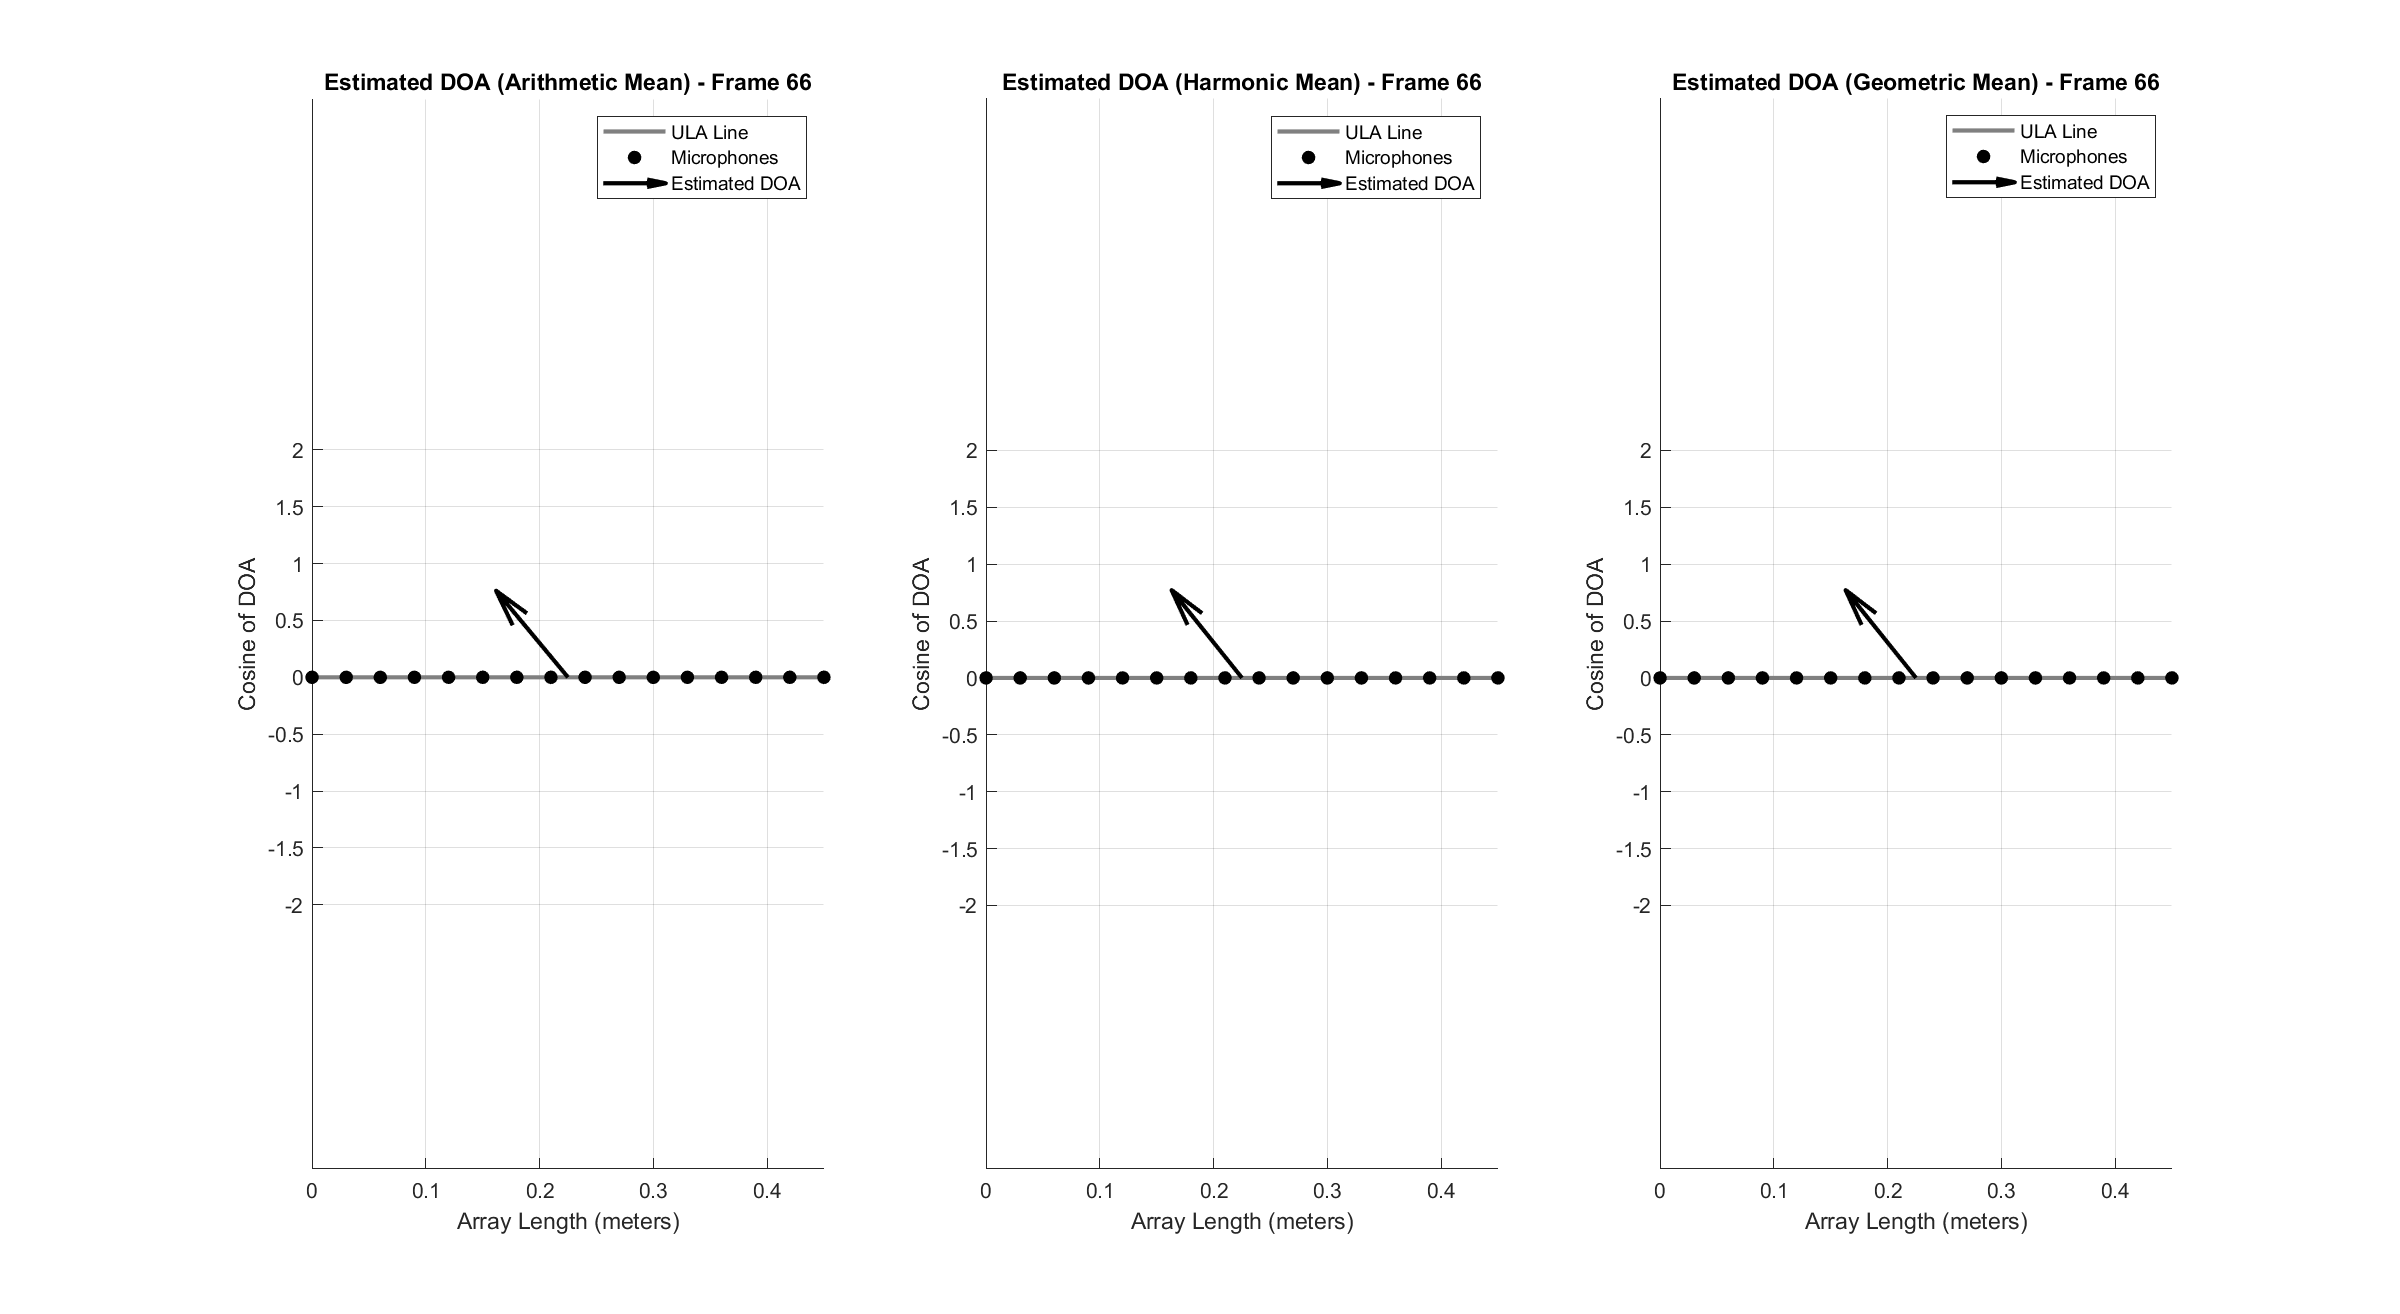 Estimated DOA (Arithmetic Mean) - Frame 66
ULA Line
Microphones
Estimated DOA
Cosine of DOA
2
1.5
1
0.5
0
-0.5
-1
-1.5
-2
0
0.1
0.2
0.3
0.4
Array Length (meters)
Estimated DOA (Harmonic Mean) - Frame 66
ULA Line
Microphones
Estimated DOA
Cosine of DOA
2
1.5
1
0.5
0
-0.5
-1
-1.5
-2
0
0.1
0.2
0.3
0.4
Array Length (meters)
Estimated DOA (Geometric Mean) - Frame 66
ULA Line
Microphones
Estimated DOA
Cosine of DOA
2
1.5
1
0.5
0
-0.5
-1
-1.5
-2
0
0.1
0.2
0.3
0.4
Array Length (meters)